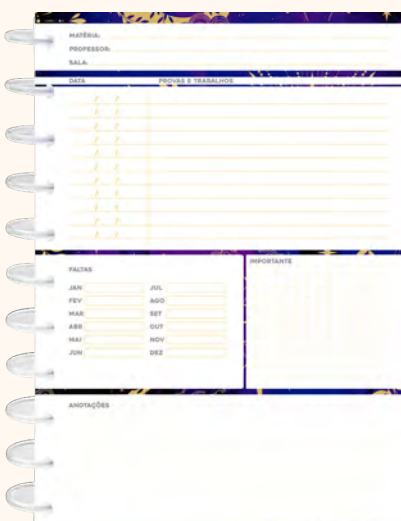 MATÉRIA:
PROFESSOR:
SALA:
DATA PROVAS E TRABALHOS
/ /
/ /
/ /
/ /
/ /
/ /
/ /
/ /
/ /
/ /
/ /
FALTAS IMPORTANTE
JAN JUL
FEV AGO
MAR SET
ABR OUT
MAI NOV
JUN DEZ
ANOTAÇÕES